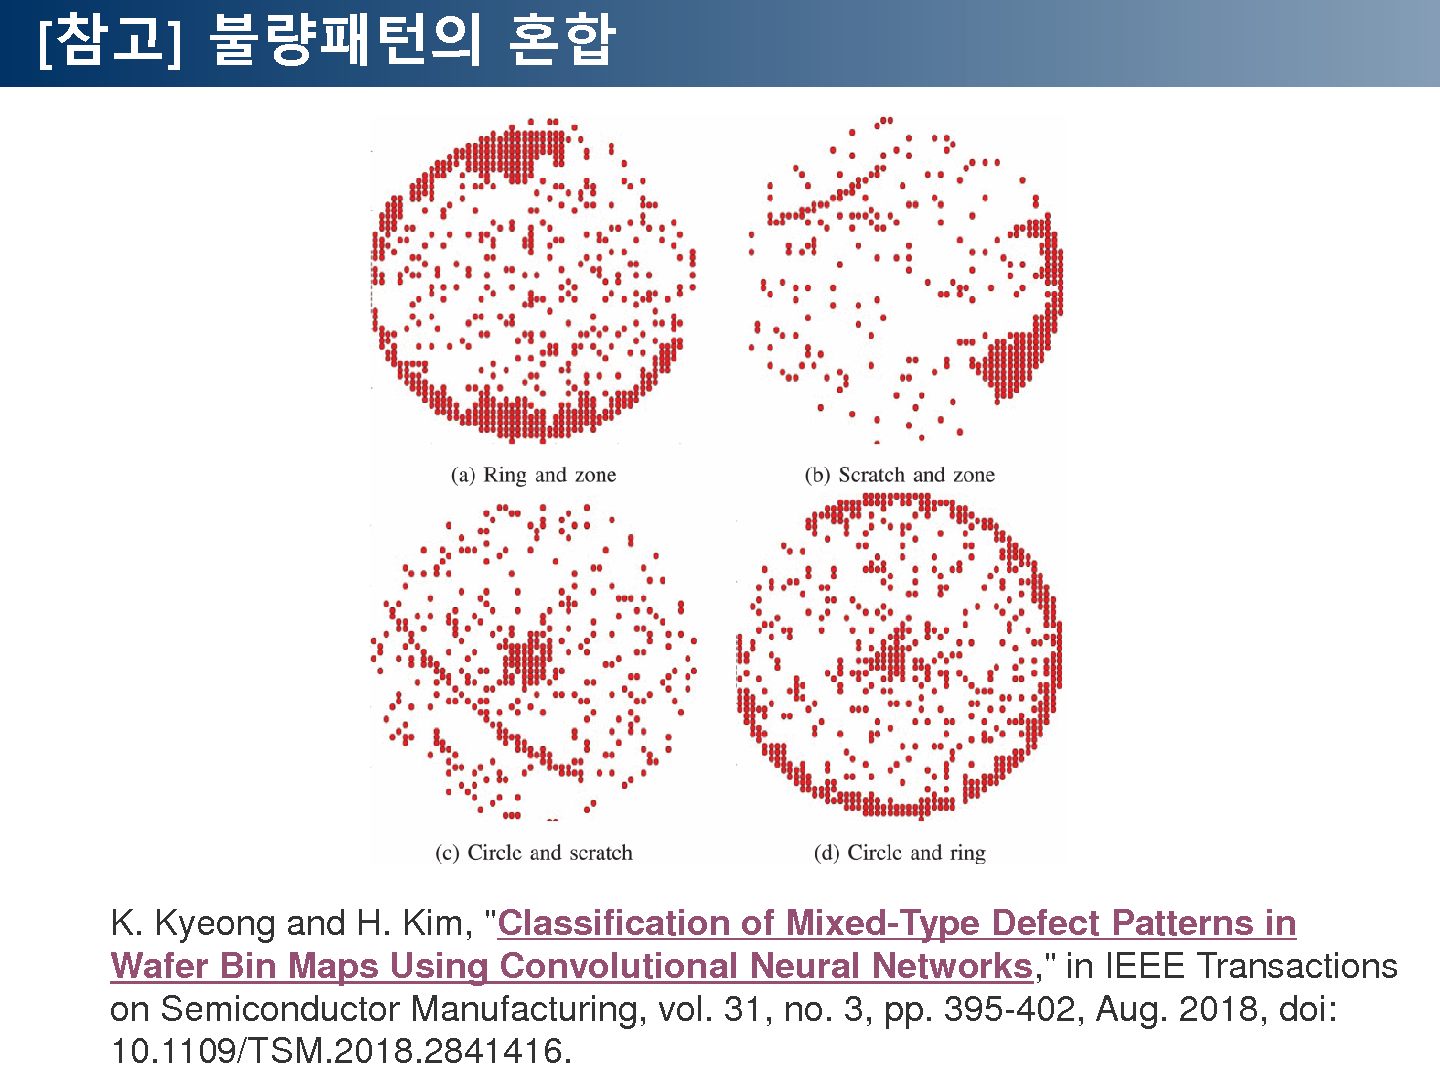 [참고] 불량패턴의 혼합
(a) Ring and zone
(b) Scratch and zone
(c) Circle and scratch
(d) Circle and ring
K. Kyeong and H. Kim, "Classification of Mixed-Type Defect Patterns in
Wafer Bin Maps Using Convolutional Neural Networks," in IEEE Transactions
on Semiconductor Manufacturing, vol. 31, no. 3, pp. 395-402, Aug. 2018, doi:
10.1109/TSM.2018.2841416.